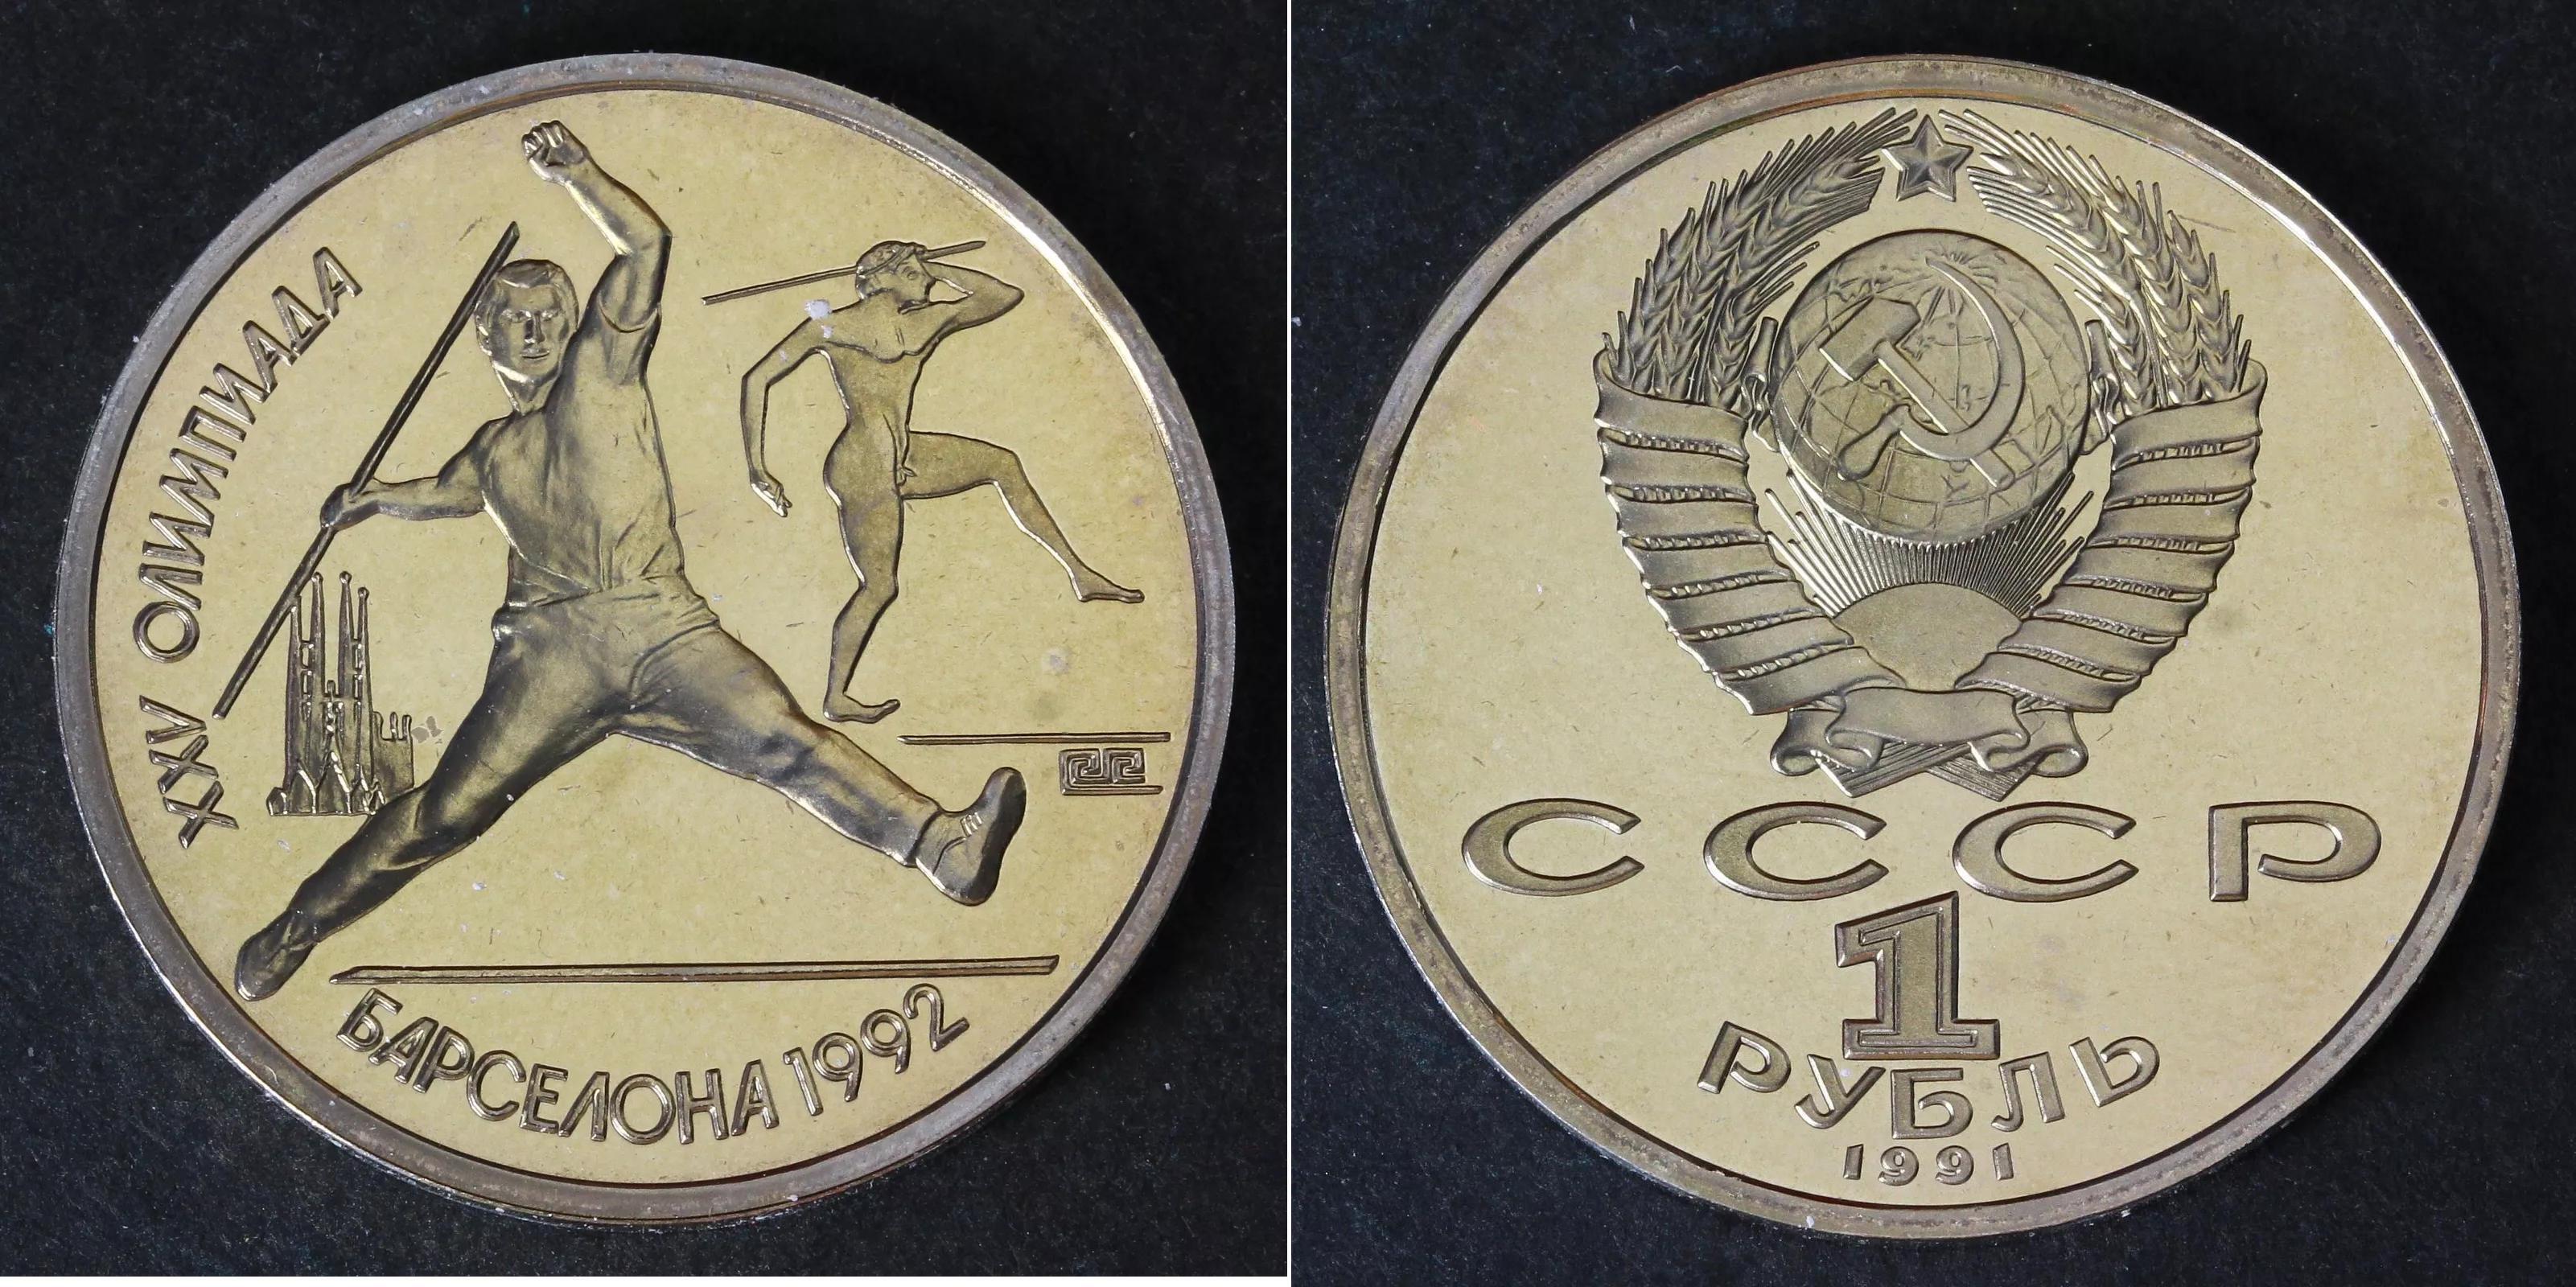 XXV ОЛИМПИАДА
БАРСЕЛОНА 1992
СССР
1
РУБЛЬ
1991